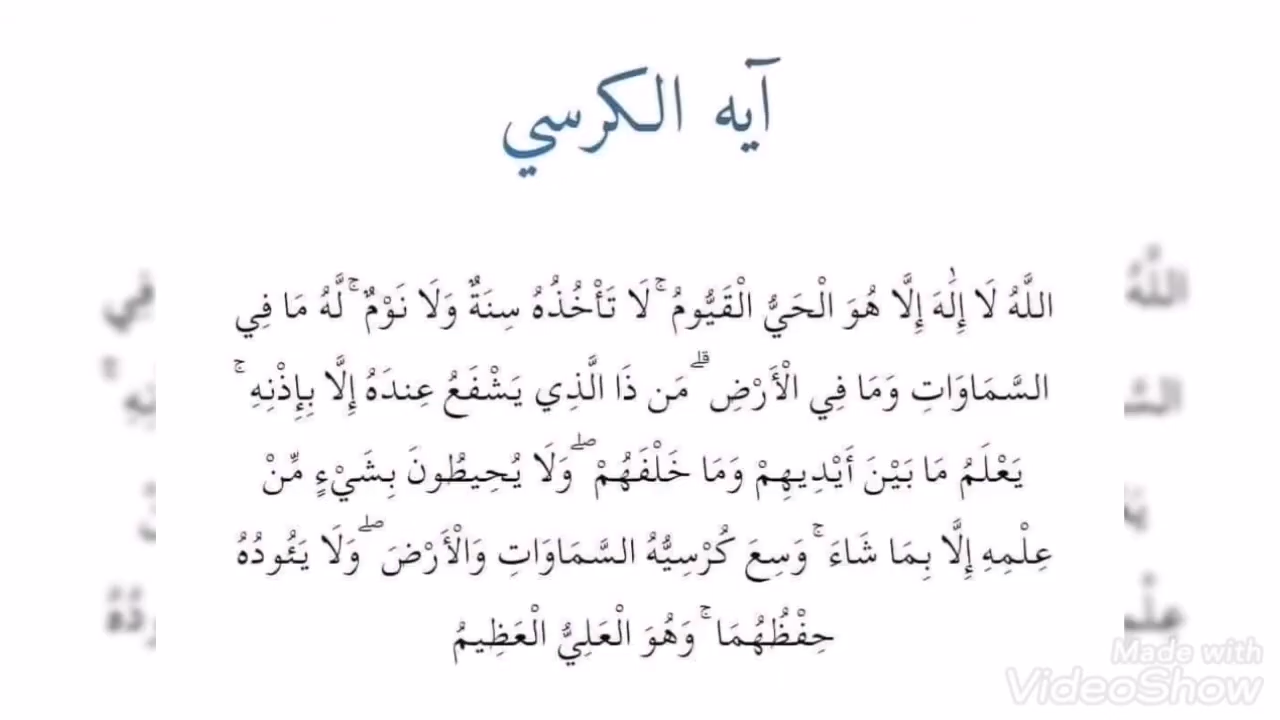 آيه الكرسي
اللَّهُ لَا إِلَٰهَ إِلَّا هُوَ الْحَيُّ الْقَيُّومُ ۚ لَا تَأْخُذُهُ سِنَةٌ وَلَا نَوْمٌ ۚ لَّهُ مَا فِي
السَّمَاوَاتِ وَمَا فِي الْأَرْضِ ۗ مَن ذَا الَّذِي يَشْفَعُ عِندَهُ إِلَّا بِإِذْنِهِ ۚ
يَعْلَمُ مَا بَيْنَ أَيْدِيهِمْ وَمَا خَلْفَهُمْ ۖ وَلَا يُحِيطُونَ بِشَيْءٍ مِّنْ
عِلْمِهِ إِلَّا بِمَا شَاءَ ۚ وَسِعَ كُرْسِيُّهُ السَّمَاوَاتِ وَالْأَرْضَ ۖ وَلَا يَئُودُهُ
حِفْظُهُمَا ۚ وَهُوَ الْعَلِيُّ الْعَظِيمُ
Made with
VideoShow